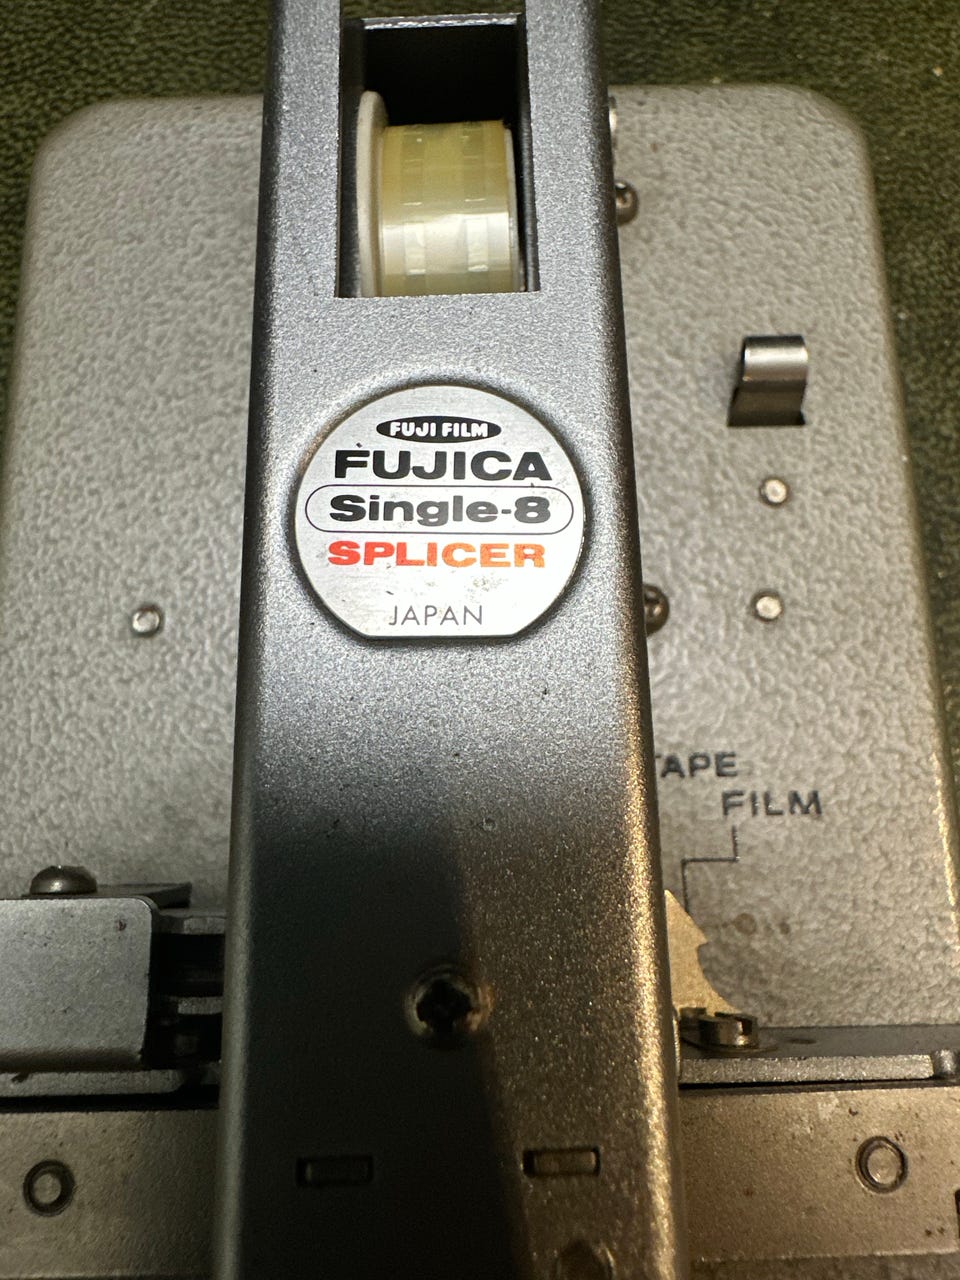 FUJI FILM
FUJICA
Single-8
SPLICER
JAPAN
TAPE
FILM